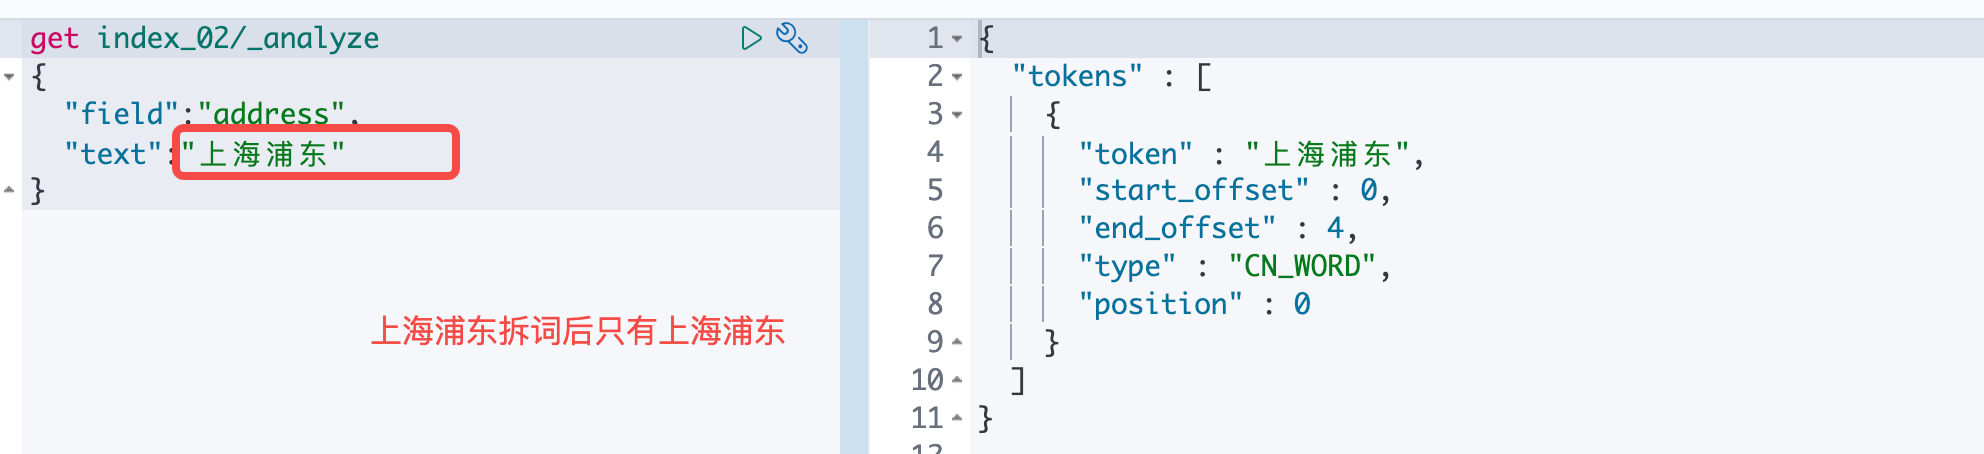 get index_02/_analyze
{
"field":"address",
"text":"上海浦东"
}
上海浦东拆词后只有上海浦东
1 {
2 "tokens" : [
3 {
4 "token" : "上海浦东",
5 "start_offset" : 0,
6 "end_offset" : 4,
7 "type" : "CN_WORD",
8 "position" : 0
9 }
10 ]
11 }
12